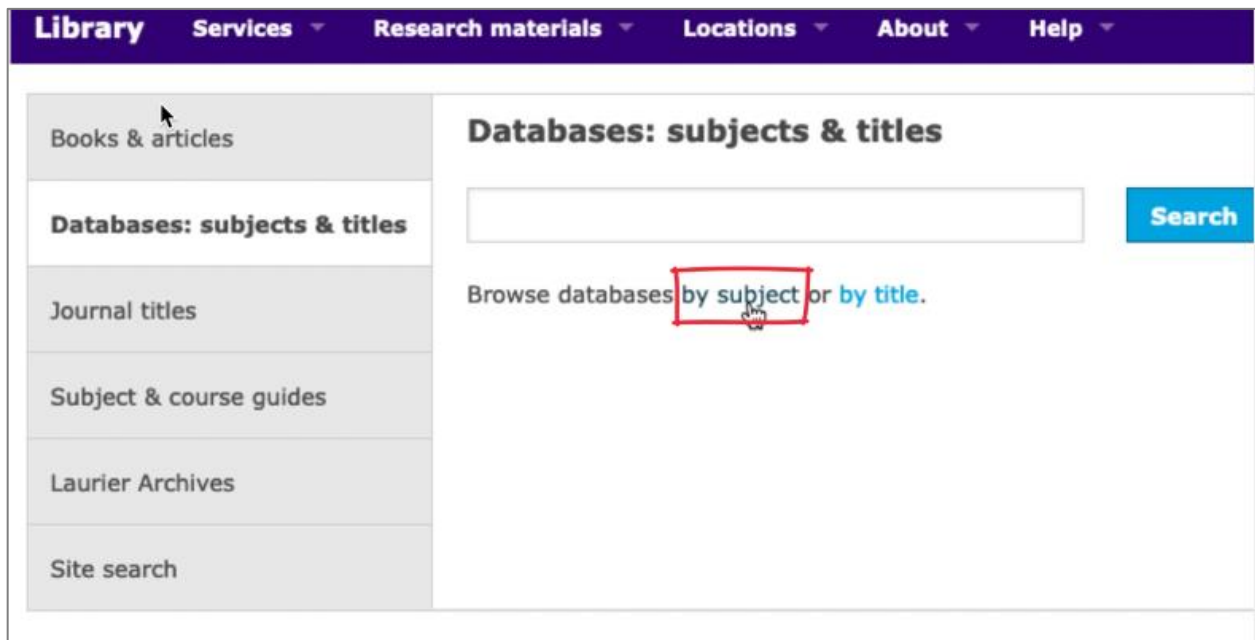 Library Services Research materials Locations About Help
Books & articles
Databases: subjects & titles
Journal titles
Subject & course guides
Laurier Archives
Site search
Databases: subjects & titles
Search
Browse databases by subject or by title.